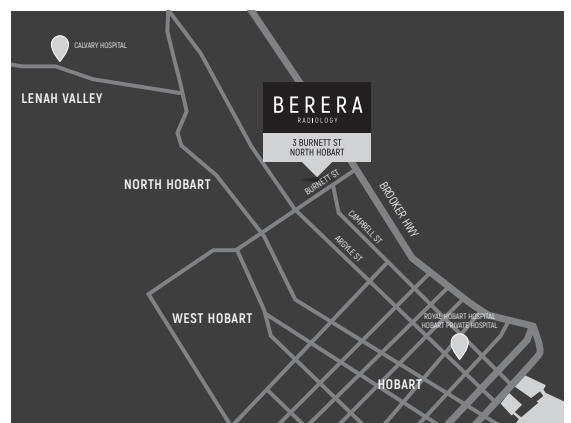 CALVARY HOSPITAL
LENAH VALLEY
BERERA
RADIOLOGY
3 BURNETT ST
NORTH HOBART
BURNETT ST
NORTH HOBART
BROOKER HWY
CAMPBELL ST
ARGYLE ST
WEST HOBART
ROYAL HOBART HOSPITAL
HOBART PRIVATE HOSPITAL
HOBART